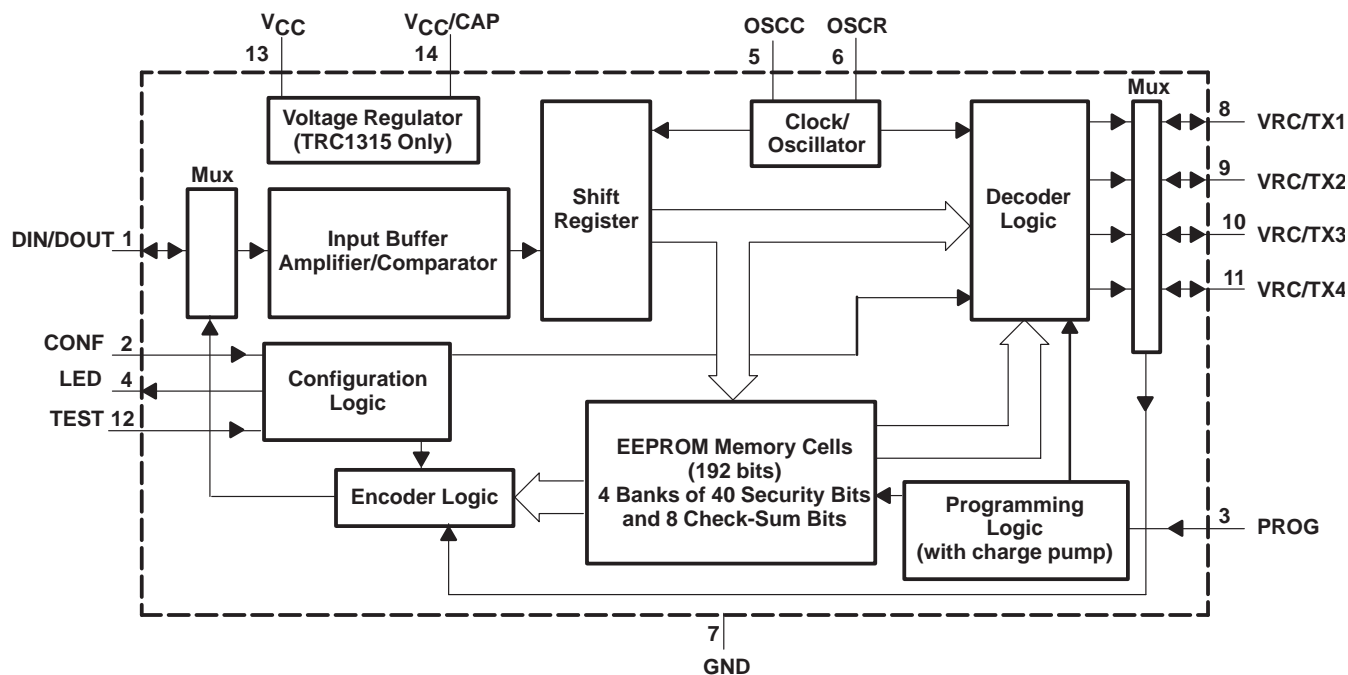 VCC
13
VCC/CAP
14
OSCC
5
OSCR
6
Voltage Regulator
(TRC1315 Only)
Clock/
Oscillator
Mux
8 VRC/TX1
9 VRC/TX2
10 VRC/TX3
11 VRC/TX4
Mux
DIN/DOUT 1
Input Buffer
Amplifier/Comparator
Shift
Register
Decoder
Logic
CONF 2
LED 4
TEST 12
Configuration
Logic
Encoder Logic
EEPROM Memory Cells
(192 bits)
4 Banks of 40 Security Bits
and 8 Check-Sum Bits
Programming
Logic
(with charge pump)
3 PROG
7
GND